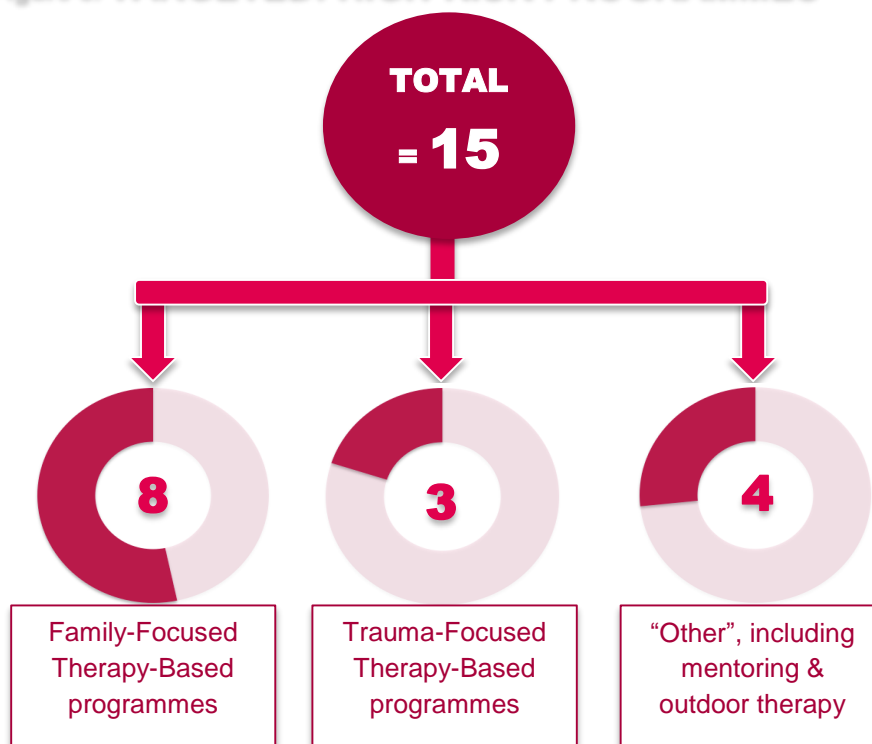 TOTAL
= 15
8
3
4
Family-Focused
Therapy-Based
programmes
Trauma-Focused
Therapy-Based
programmes
“Other”, including
mentoring &
outdoor therapy